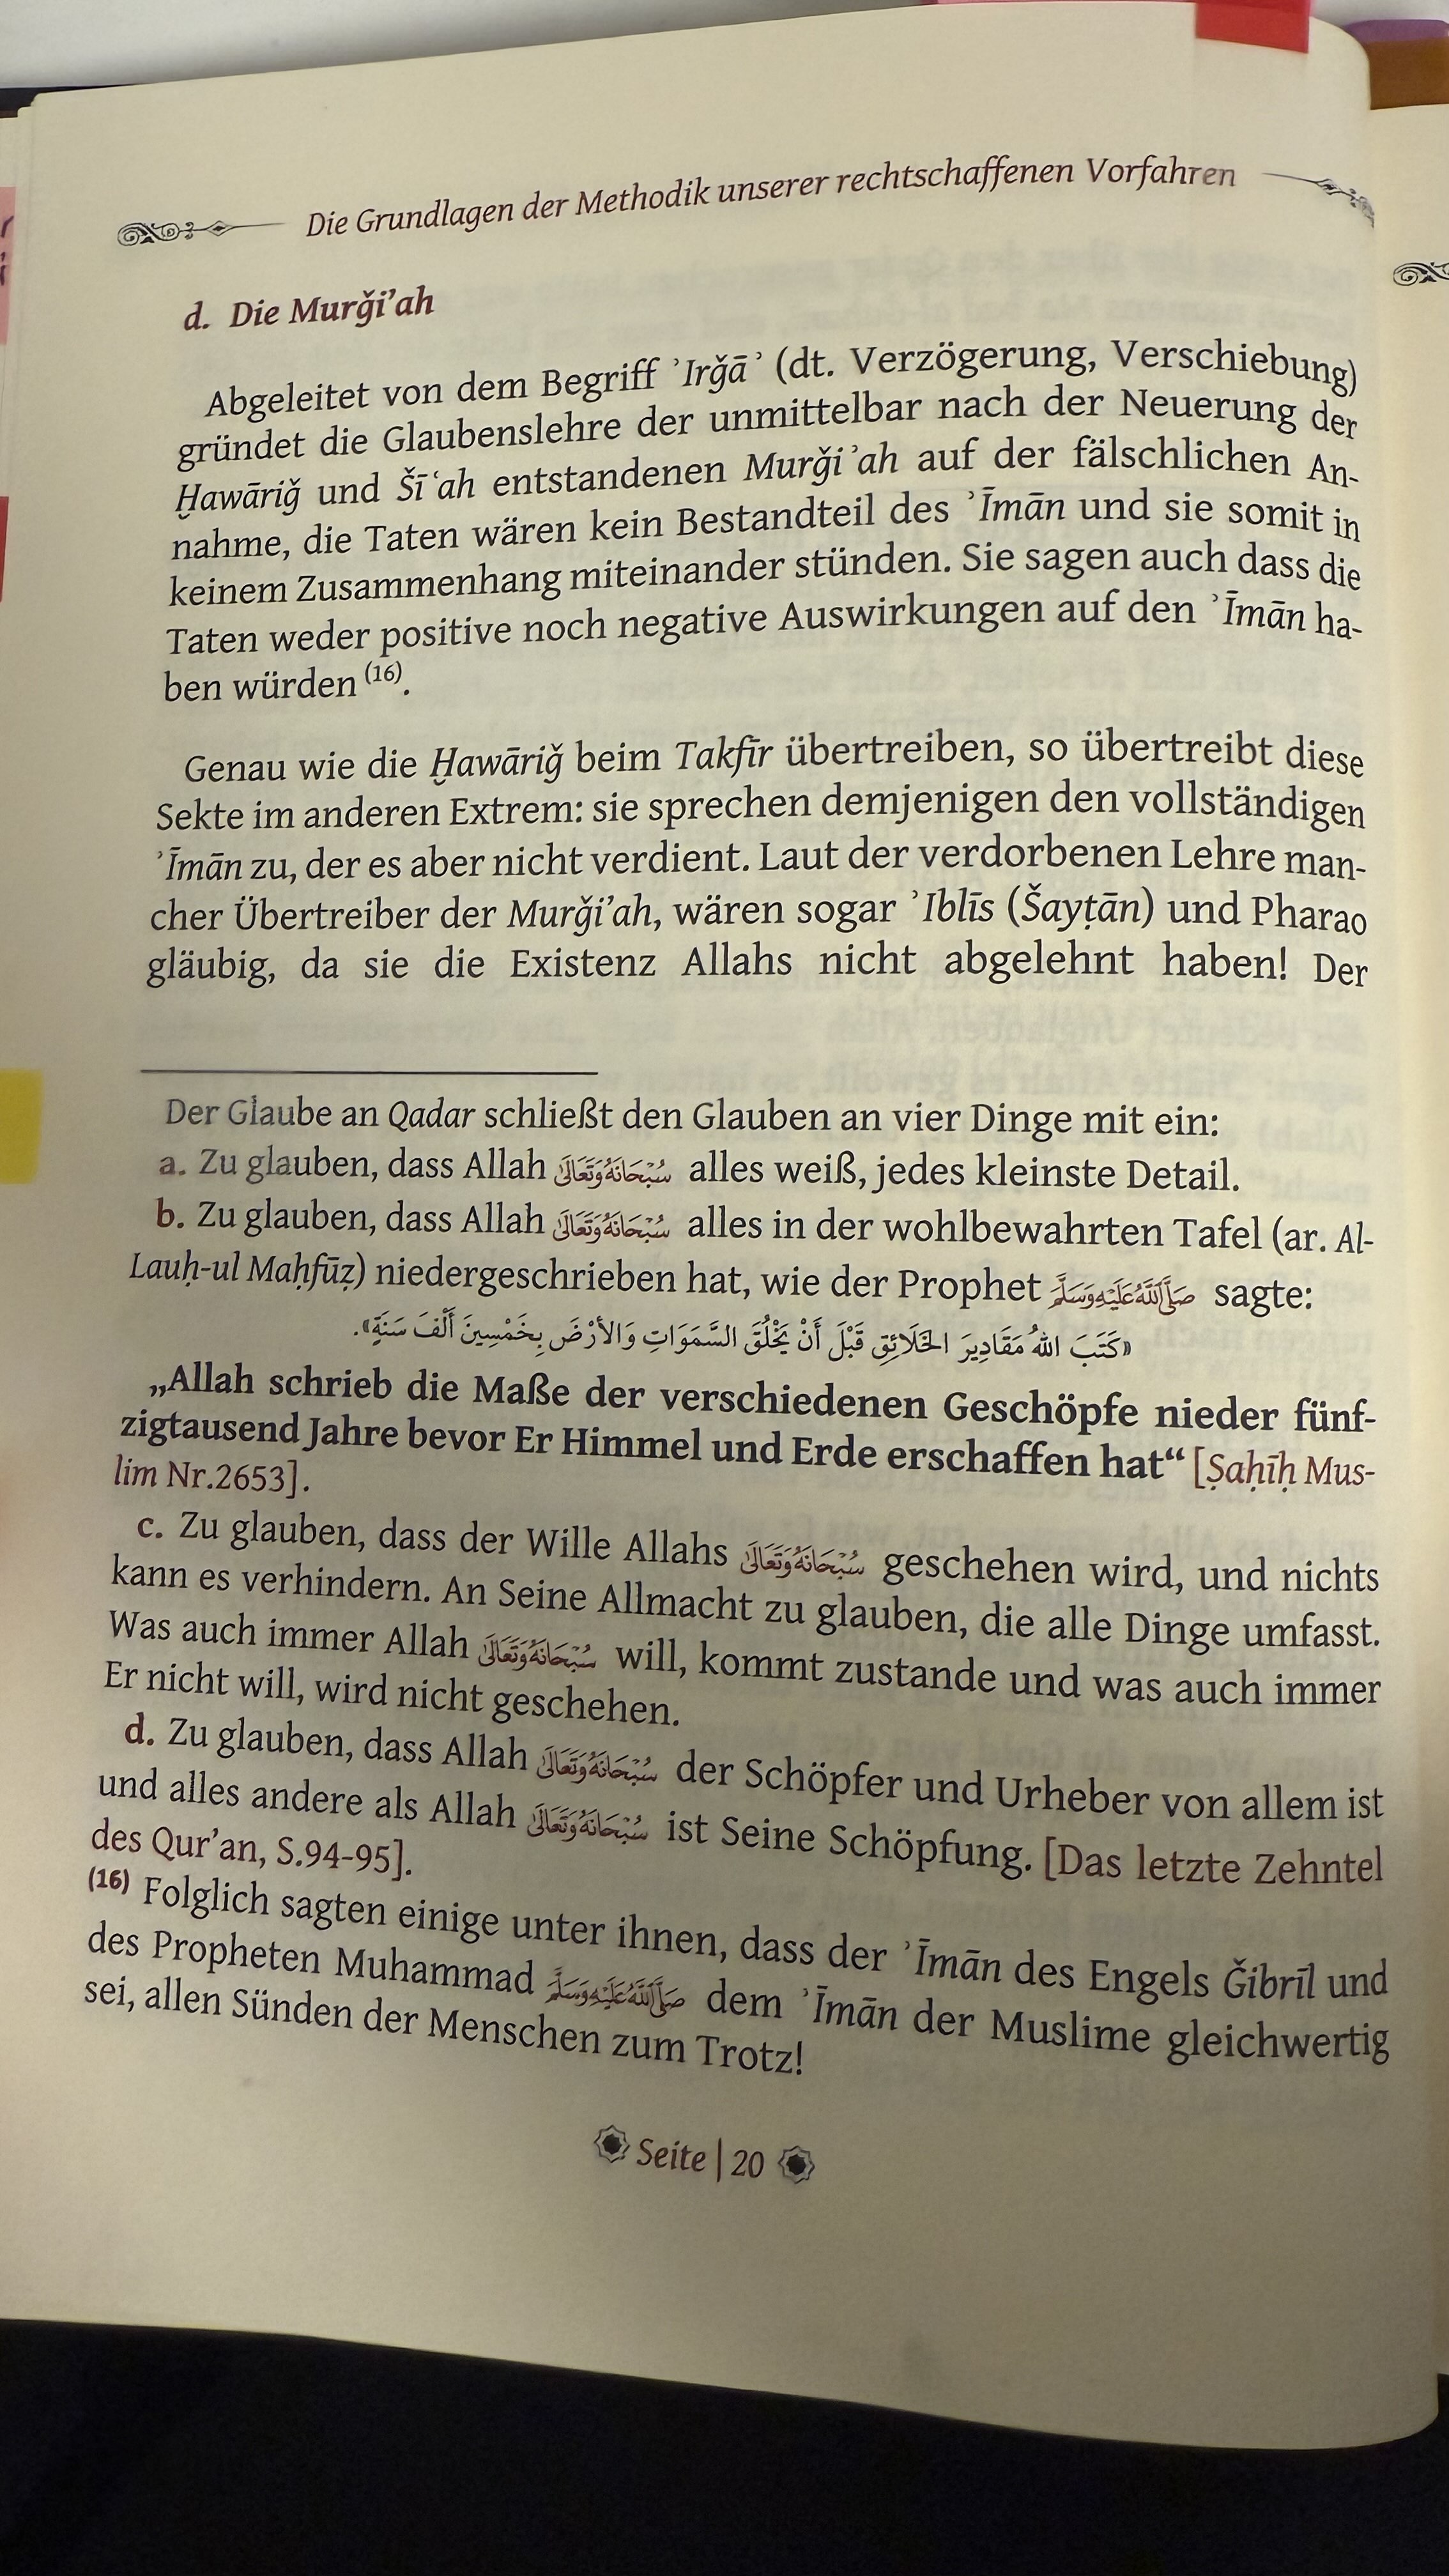 Die Grundlagen der Methodik unserer rechtschaffenen Vorfahren
d. Die Murǧi’ah
Abgeleitet von dem Begriff ʾIrǧāʾ (dt. Verzögerung, Verschiebung)
gründet die Glaubenslehre der unmittelbar nach der Neuerung der
Ḫawāriǧ und Šīʿah entstandenen Murǧiʾah auf der fälschlichen An-
nahme, die Taten wären kein Bestandteil des ʾĪmān und sie somit in
keinem Zusammenhang miteinander stünden. Sie sagen auch dass die
Taten weder positive noch negative Auswirkungen auf den ʾĪmān ha-
ben würden (16).
Genau wie die Ḫawāriǧ beim Takfīr übertreiben, so übertreibt diese
Sekte im anderen Extrem: sie sprechen demjenigen den vollständigen
ʾĪmān zu, der es aber nicht verdient. Laut der verdorbenen Lehre man-
cher Übertreiber der Murǧi’ah, wären sogar ʾIblīs (Šayṭān) und Pharao
gläubig, da sie die Existenz Allahs nicht abgelehnt haben! Der
Der Glaube an Qadar schließt den Glauben an vier Dinge mit ein:
a. Zu glauben, dass Allah سُبْحَانَهُ وَتَعَالَىٰ alles weiß, jedes kleinste Detail.
b. Zu glauben, dass Allah سُبْحَانَهُ وَتَعَالَىٰ alles in der wohlbewahrten Tafel (ar. Al-
Lauḥ-ul Maḥfūẓ) niedergeschrieben hat, wie der Prophet صَلَّى اللَّهُ عَلَيْهِ وَسَلَّمَ sagte:
«كَتَبَ اللهُ مَقَادِيرَ الْخَلَائِقِ قَبْلَ أَنْ يَخْلُقَ السَّمَوَاتِ وَالأَرْضَ بِخَمْسِينَ أَلْفَ سَنَةٍ».
„Allah schrieb die Maße der verschiedenen Geschöpfe nieder fünf-
zigtausend Jahre bevor Er Himmel und Erde erschaffen hat“ [Ṣaḥīḥ Mus-
lim Nr.2653].
c. Zu glauben, dass der Wille Allahs سُبْحَانَهُ وَتَعَالَىٰ geschehen wird, und nichts
kann es verhindern. An Seine Allmacht zu glauben, die alle Dinge umfasst.
Was auch immer Allah سُبْحَانَهُ وَتَعَالَىٰ will, kommt zustande und was auch immer
Er nicht will, wird nicht geschehen.
d. Zu glauben, dass Allah سُبْحَانَهُ وَتَعَالَىٰ der Schöpfer und Urheber von allem ist
und alles andere als Allah سُبْحَانَهُ وَتَعَالَىٰ ist Seine Schöpfung. [Das letzte Zehntel
des Qur’an, S.94-95].
(16) Folglich sagten einige unter ihnen, dass der ʾĪmān des Engels Ǧibrīl und
des Propheten Muhammad صَلَّى اللَّهُ عَلَيْهِ وَسَلَّمَ dem ʾĪmān der Muslime gleichwertig
sei, allen Sünden der Menschen zum Trotz!
Seite | 20